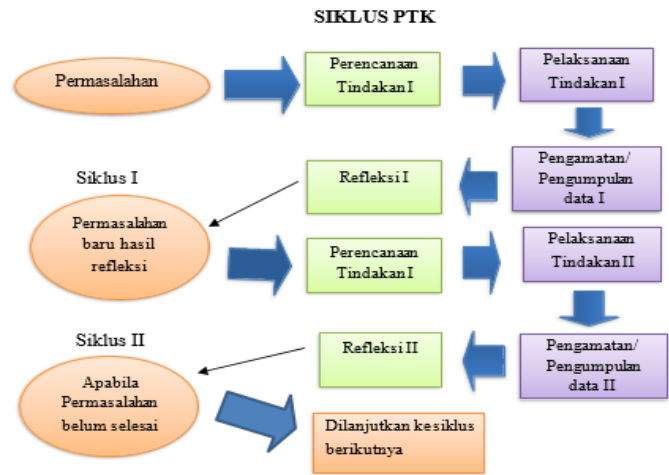 SIKLUS PTK
Permasalahan
Perencanaan
Tindakan I
Pelaksanaan
Tindakan I
Pengamatan/
Pengumpulan
data I
Refleksi I
Siklus I
Permasalahan
baru hasil
refleksi
Perencanaan
Tindakan I
Pelaksanaan
Tindakan II
Pengamatan/
Pengumpulan
data II
Refleksi II
Siklus II
Apabila
Permasalahan
belum selesai
Dilanjutkan kesiklus
berikutnya